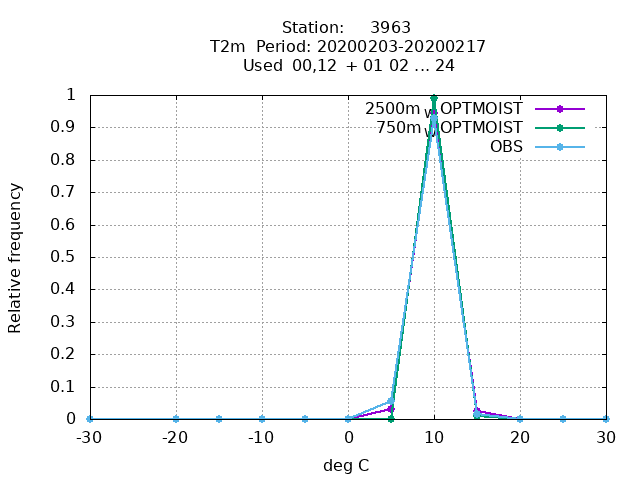 Station: 3963
T2m Period: 20200203-20200217
Used 00,12 + 01 02 ... 24
2500m w OPTMOIST
750m w OPTMOIST
OBS
1
0.9
0.8
0.7
0.6
0.5
0.4
0.3
0.2
0.1
0
Relative frequency
-30 -20 -10 0 10 20 30
deg C